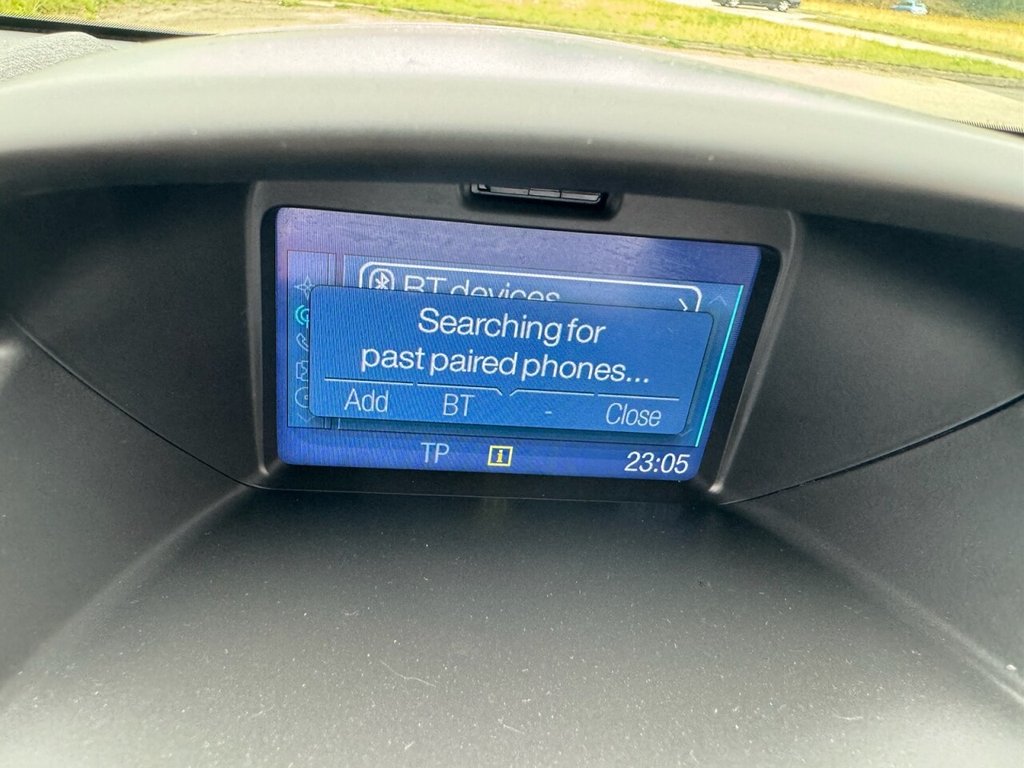 BT devices
Searching for
past paired phones...
Add BT - Close
TP i 23:05